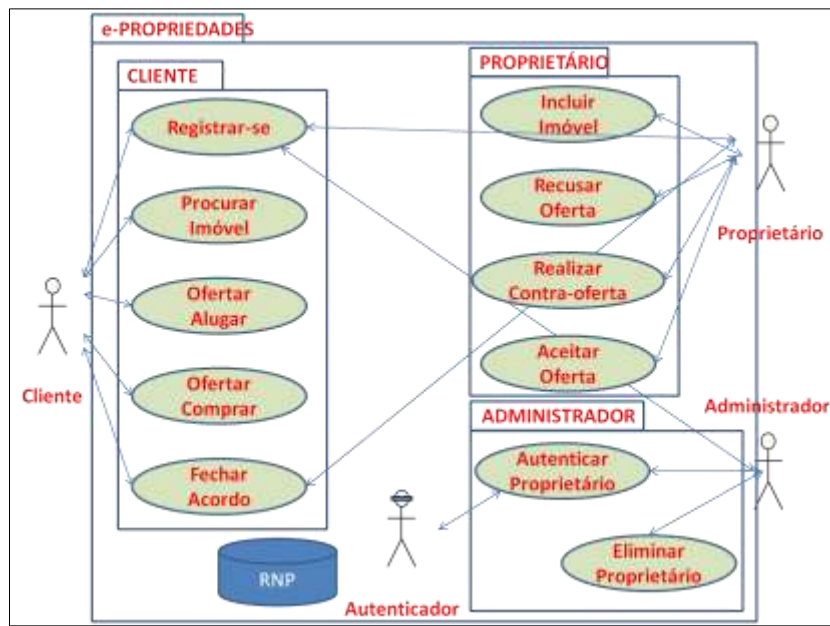 e-PROPRIEDADES
CLIENTE
Registrar-se
Procurar
Imóvel
Ofertar
Alugar
Ofertar
Comprar
Fechar
Acordo
PROPRIETÁRIO
Incluir
Imóvel
Recusar
Oferta
Realizar
Contra-oferta
Aceitar
Oferta
ADMINISTRADOR
Autenticar
Proprietário
Eliminar
Proprietário
Cliente
Proprietário
Administrador
Autenticador
RNP